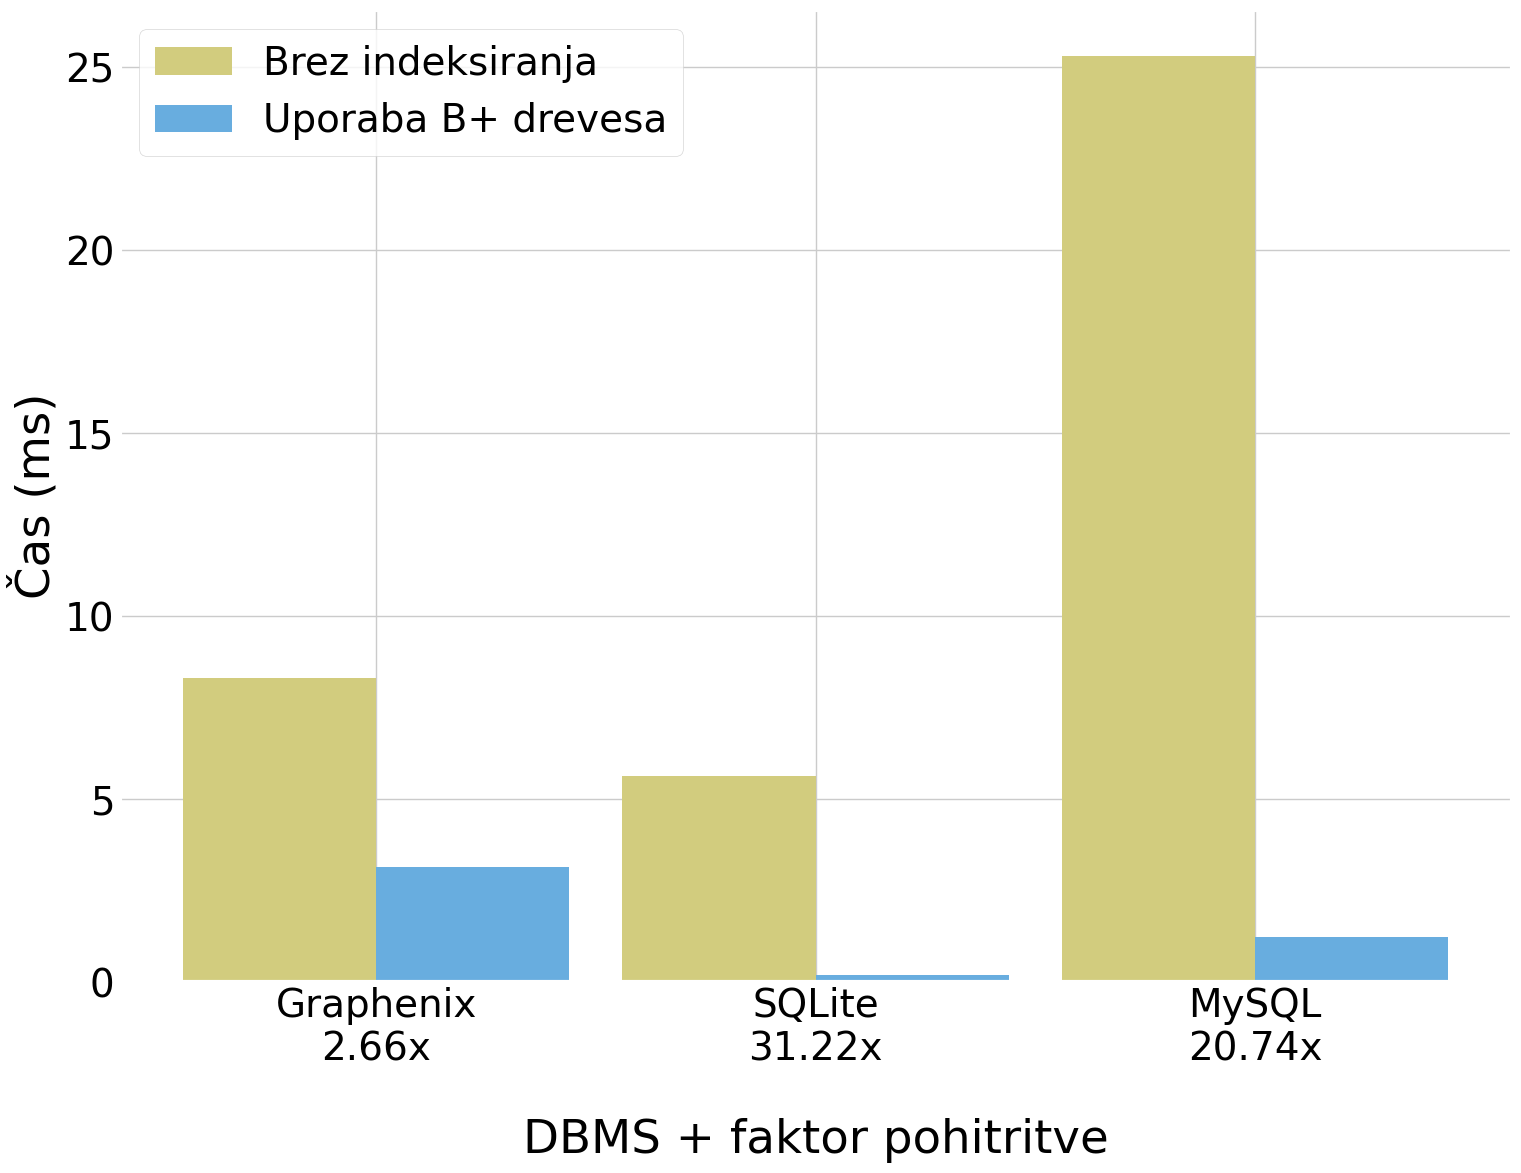 Brez indeksiranja
Uporaba B+ drevesa
25
20
15
10
5
0
Čas (ms)
Graphenix
2.66x
SQLite
31.22x
MySQL
20.74x
DBMS + faktor pohitritve